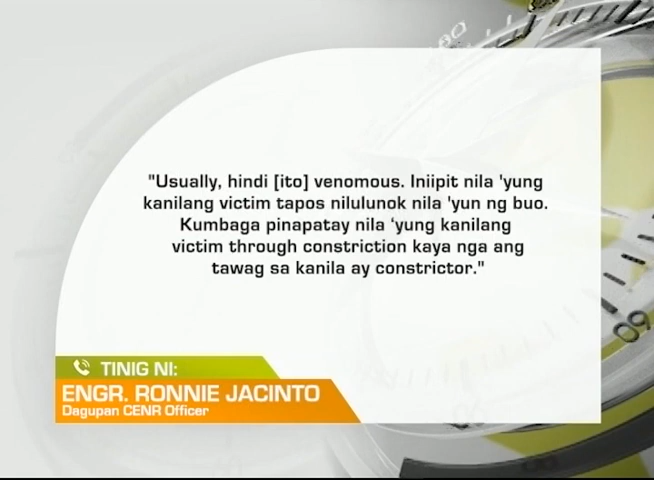 "Usually, hindi [ito] venomous. Iniipit nila 'yung
kanilang victim tapos nilulunok nila 'yun ng buo.
Kumbaga pinapatay nila ‘yung kanilang
victim through constriction kaya nga ang
tawag sa kanila ay constrictor."
TINIG NI:
ENGR. RONNIE JACINTO
Dagupan CENR Officer
09